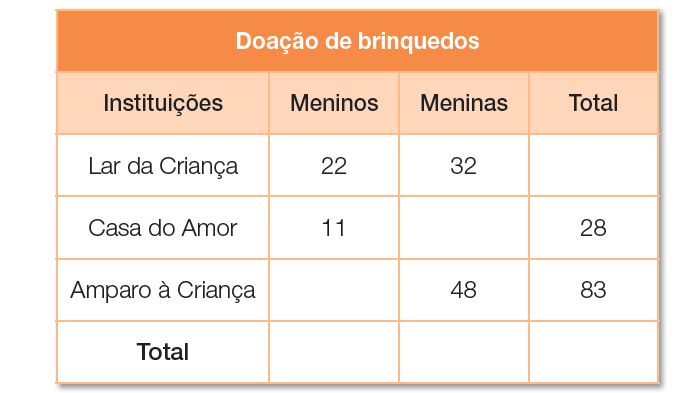 Doação de brinquedos
Instituições Meninos Meninas Total
Lar da Criança 22 32
Casa do Amor 11 28
Amparo à Criança 48 83
Total